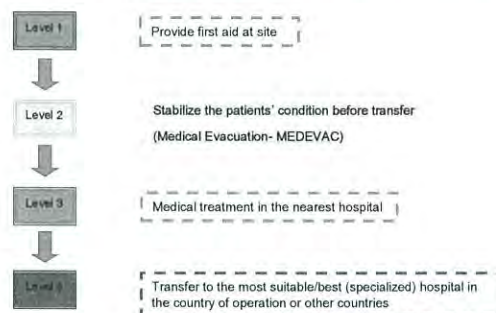 Level 1
Provide first aid at site
Level 2
Stabilize the patients' condition before transfer
(Medical Evacuation- MEDEVAC)
Level 3
Medical treatment in the nearest hospital
Level
Transfer to the most suitable/best (specialized) hospital in
the country of operation or other countries